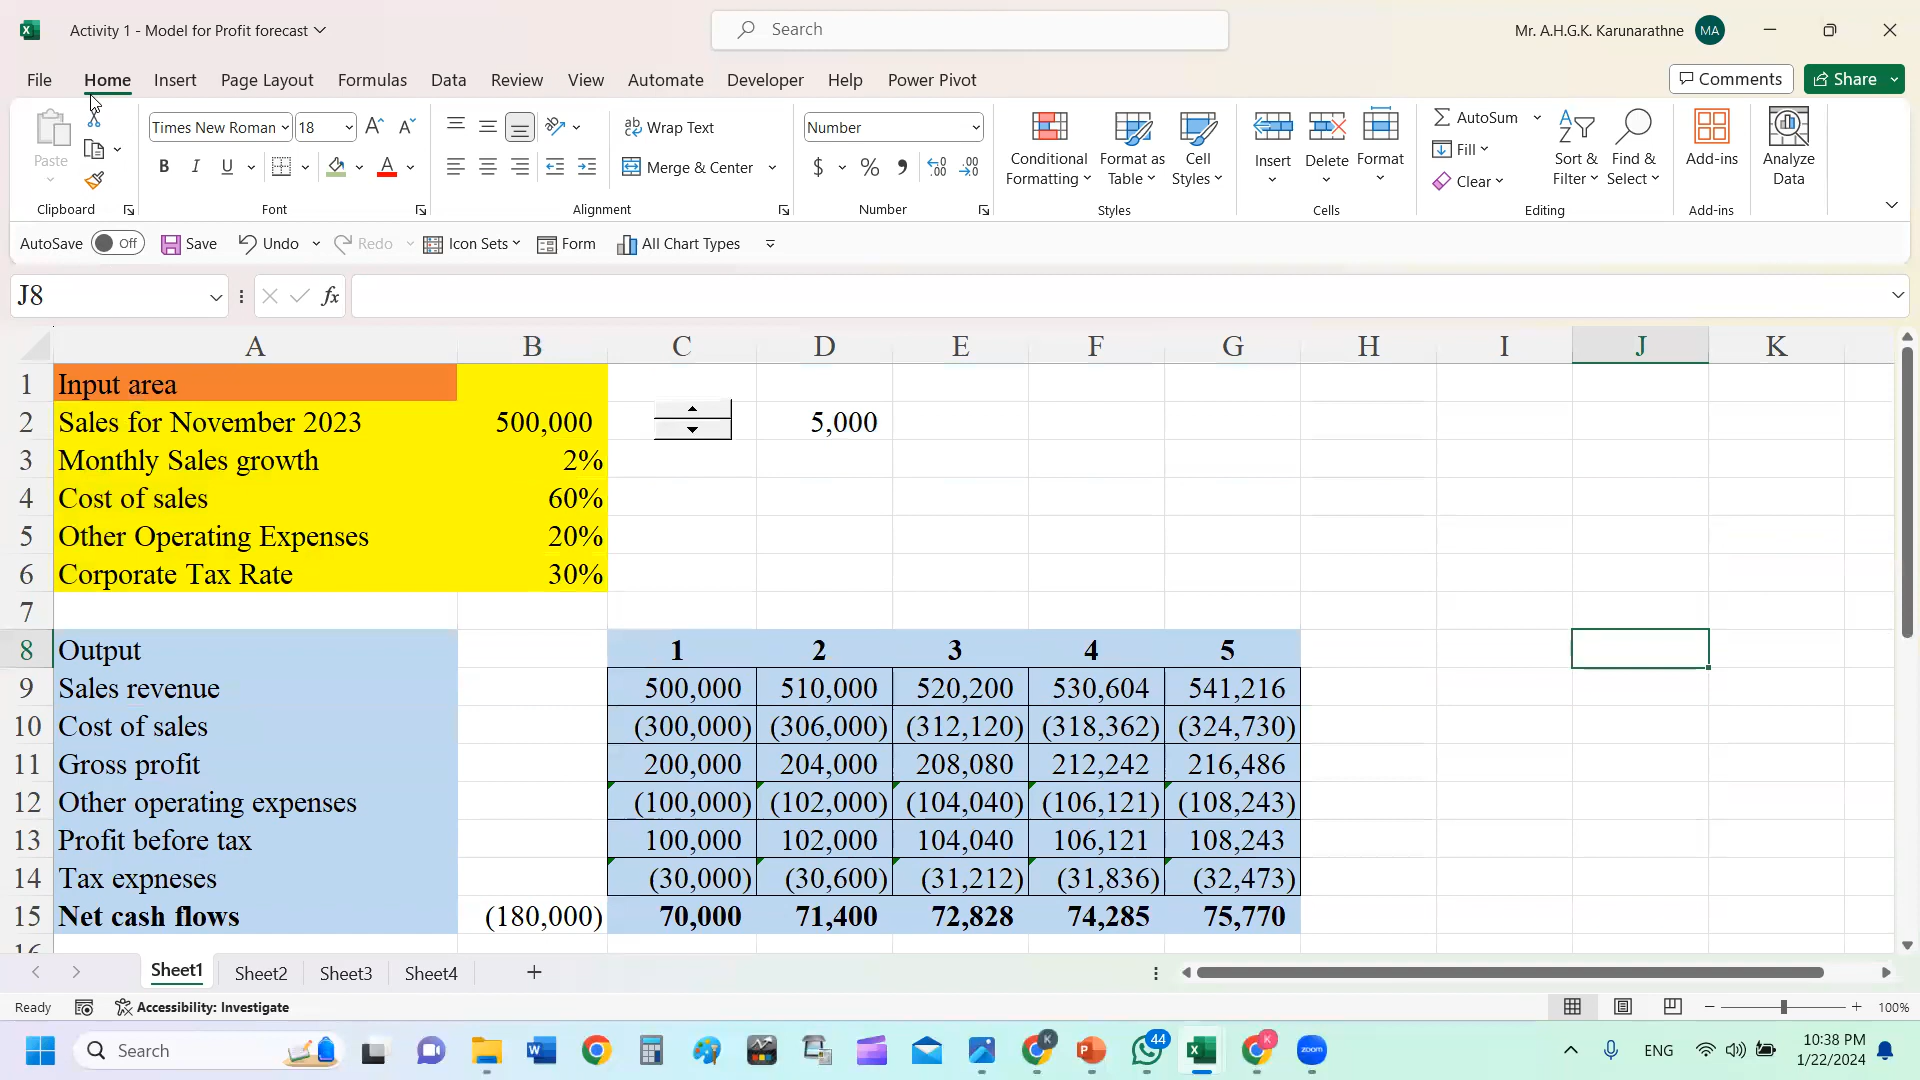 Activity 1 - Model for Profit forecast
Search
Mr. A.H.G.K. Karunarathne
MA
File Home Insert Page Layout Formulas Data Review View Automate Developer Help Power Pivot
Comments
Share
Paste
Times New Roman 18
B I U A
Wrap Text
Merge & Center
Number
$ % ,
Conditional Formatting
Format as Table
Cell Styles
Insert
Delete
Format
AutoSum
Fill
Clear
Sort & Filter
Find & Select
Add-ins
Analyze Data
Clipboard Font Alignment Number Styles Cells Editing Add-ins
AutoSave Off Save Undo Redo Icon Sets Form All Chart Types
J8 fx
A B C D E F G H I J K
1 Input area
2 Sales for November 2023 500,000 5,000
3 Monthly Sales growth 2%
4 Cost of sales 60%
5 Other Operating Expenses 20%
6 Corporate Tax Rate 30%
7
8 Output 1 2 3 4 5
9 Sales revenue 500,000 510,000 520,200 530,604 541,216
10 Cost of sales (300,000) (306,000) (312,120) (318,362) (324,730)
11 Gross profit 200,000 204,000 208,080 212,242 216,486
12 Other operating expenses (100,000) (102,000) (104,040) (106,121) (108,243)
13 Profit before tax 100,000 102,000 104,040 106,121 108,243
14 Tax expneses (30,000) (30,600) (31,212) (31,836) (32,473)
15 Net cash flows (180,000) 70,000 71,400 72,828 74,285 75,770
16
Sheet1 Sheet2 Sheet3 Sheet4
Ready Accessibility: Investigate 100%
Search
44
zoom
ENG
10:38 PM
1/22/2024